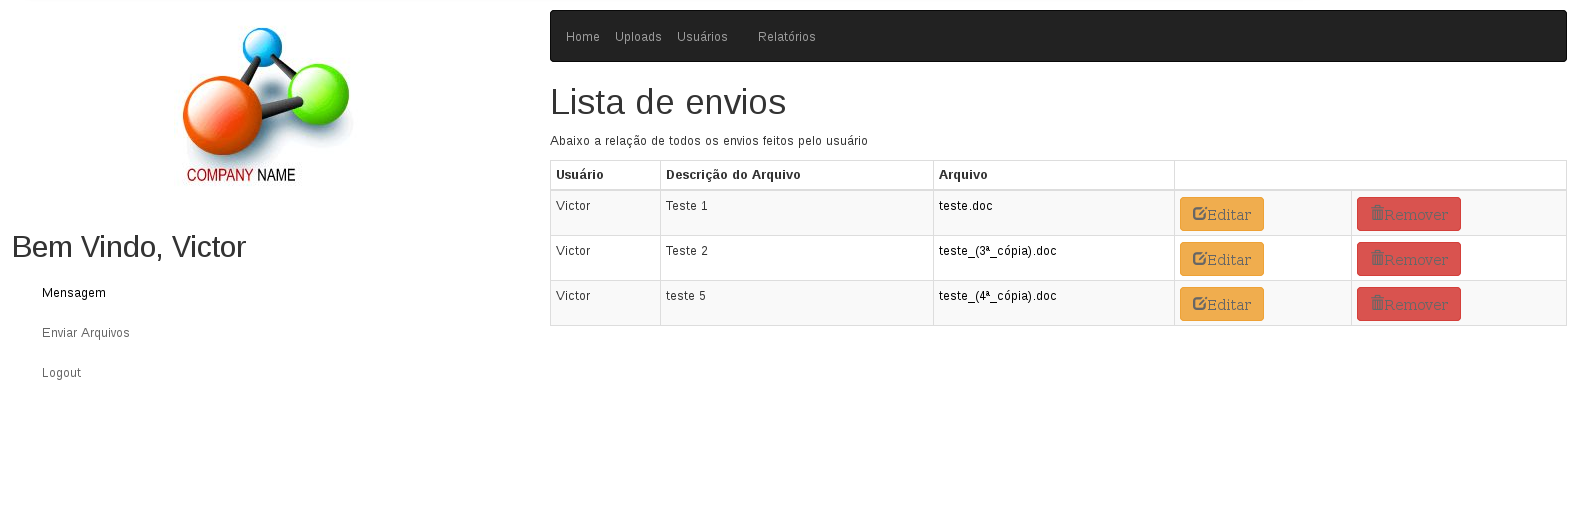 COMPANY NAME
Bem Vindo, Victor
Mensagem
Enviar Arquivos
Logout
Home Uploads Usuários Relatórios
Lista de envios
Abaixo a relação de todos os envios feitos pelo usuário
Usuário Descrição do Arquivo Arquivo
Victor Teste 1 teste.doc Editar Remover
Victor Teste 2 teste_(3ª_cópia).doc Editar Remover
Victor teste 5 teste_(4ª_cópia).doc Editar Remover